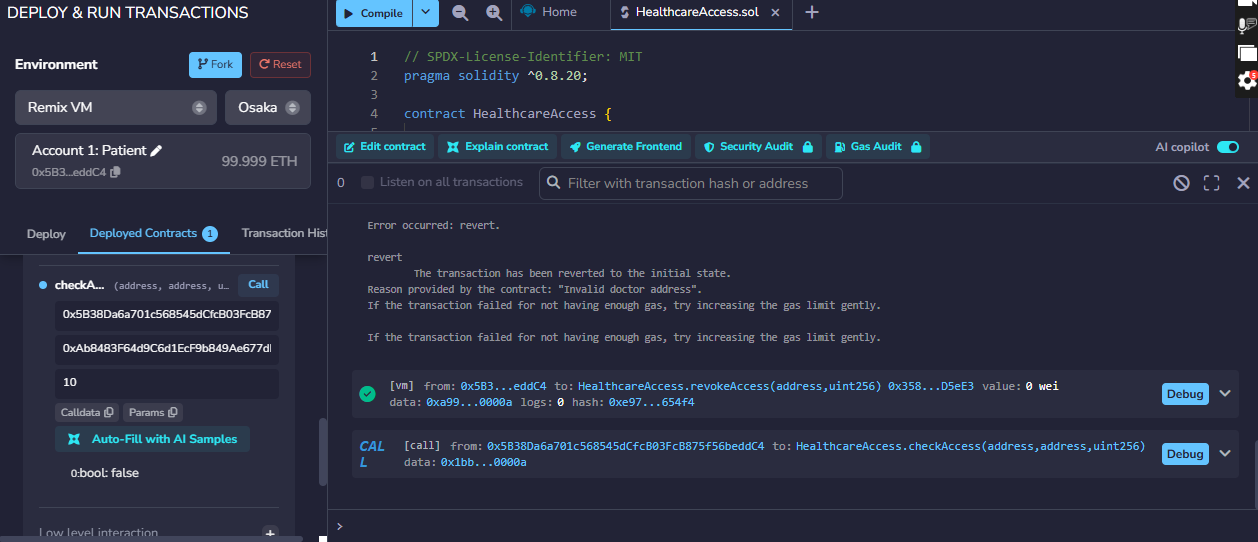 DEPLOY & RUN TRANSACTIONS
Environment
Fork
Reset
Remix VM
Osaka
Account 1: Patient
0x5B3...eddC4
99.999 ETH
Deploy
Deployed Contracts 1
Transaction Hist
checkA... (address, address, u...
Call
0x5B38Da6a701c568545dCfcB03FcB87
0xAb8483F64d9C6d1EcF9b849Ae677d
10
Calldata
Params
Auto-Fill with AI Samples
0:bool: false
Low level interaction
Compile
Home
HealthcareAccess.sol
1 // SPDX-License-Identifier: MIT
2 pragma solidity ^0.8.20;
3
4 contract HealthcareAccess {
Edit contract
Explain contract
Generate Frontend
Security Audit
Gas Audit
AI copilot
0
Listen on all transactions
Filter with transaction hash or address
Error occurred: revert.
revert
The transaction has been reverted to the initial state.
Reason provided by the contract: "Invalid doctor address".
If the transaction failed for not having enough gas, try increasing the gas limit gently.
If the transaction failed for not having enough gas, try increasing the gas limit gently.
[vm] from: 0x5B3...eddC4 to: HealthcareAccess.revokeAccess(address,uint256) 0x358...D5eE3 value: 0 wei
data: 0xa99...0000a logs: 0 hash: 0xe97...654f4
Debug
CAL
L
[call] from: 0x5B38Da6a701c568545dCfcB03FcB875f56beddC4 to: HealthcareAccess.checkAccess(address,address,uint256)
data: 0x1bb...0000a
Debug
>